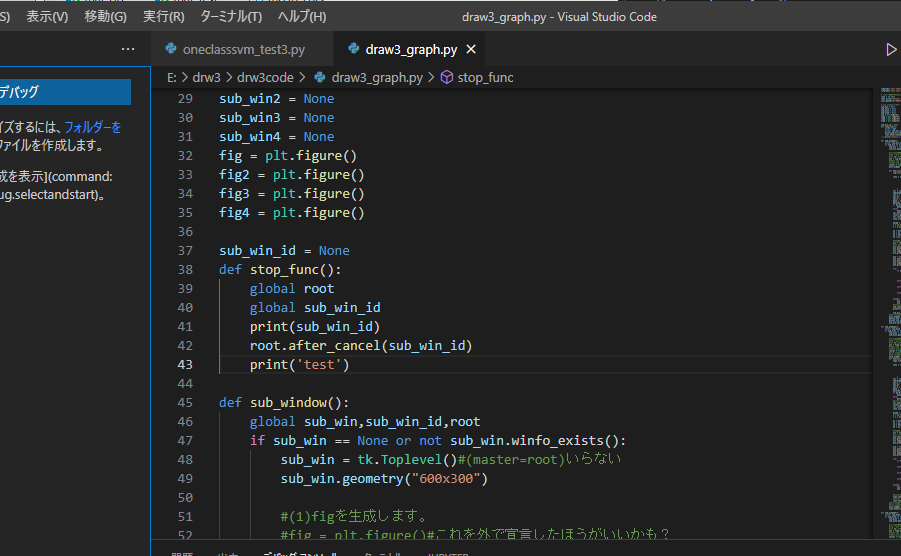 S) 表示(V) 移動(G) 実行(R) ターミナル(T) ヘルプ(H) draw3_graph.py - Visual Studio Code
··· oneclasssvm_test3.py draw3_graph.py ×
デバッグ
イズするには、フォルダーを
ファイルを作成します。
成を表示](command:
ug.selectandstart)。
E: > drw3 > drw3code > draw3_graph.py > stop_func
29 sub_win2 = None
30 sub_win3 = None
31 sub_win4 = None
32 fig = plt.figure()
33 fig2 = plt.figure()
34 fig3 = plt.figure()
35 fig4 = plt.figure()
36
37 sub_win_id = None
38 def stop_func():
39 global root
40 global sub_win_id
41 print(sub_win_id)
42 root.after_cancel(sub_win_id)
43 print('test')
44
45 def sub_window():
46 global sub_win,sub_win_id,root
47 if sub_win == None or not sub_win.winfo_exists():
48 sub_win = tk.Toplevel()#(master=root)いらない
49 sub_win.geometry("600x300")
50
51 #(1)figを生成します。
52 #fig = plt.figure()#これを外で宣言したほうがいいかも？